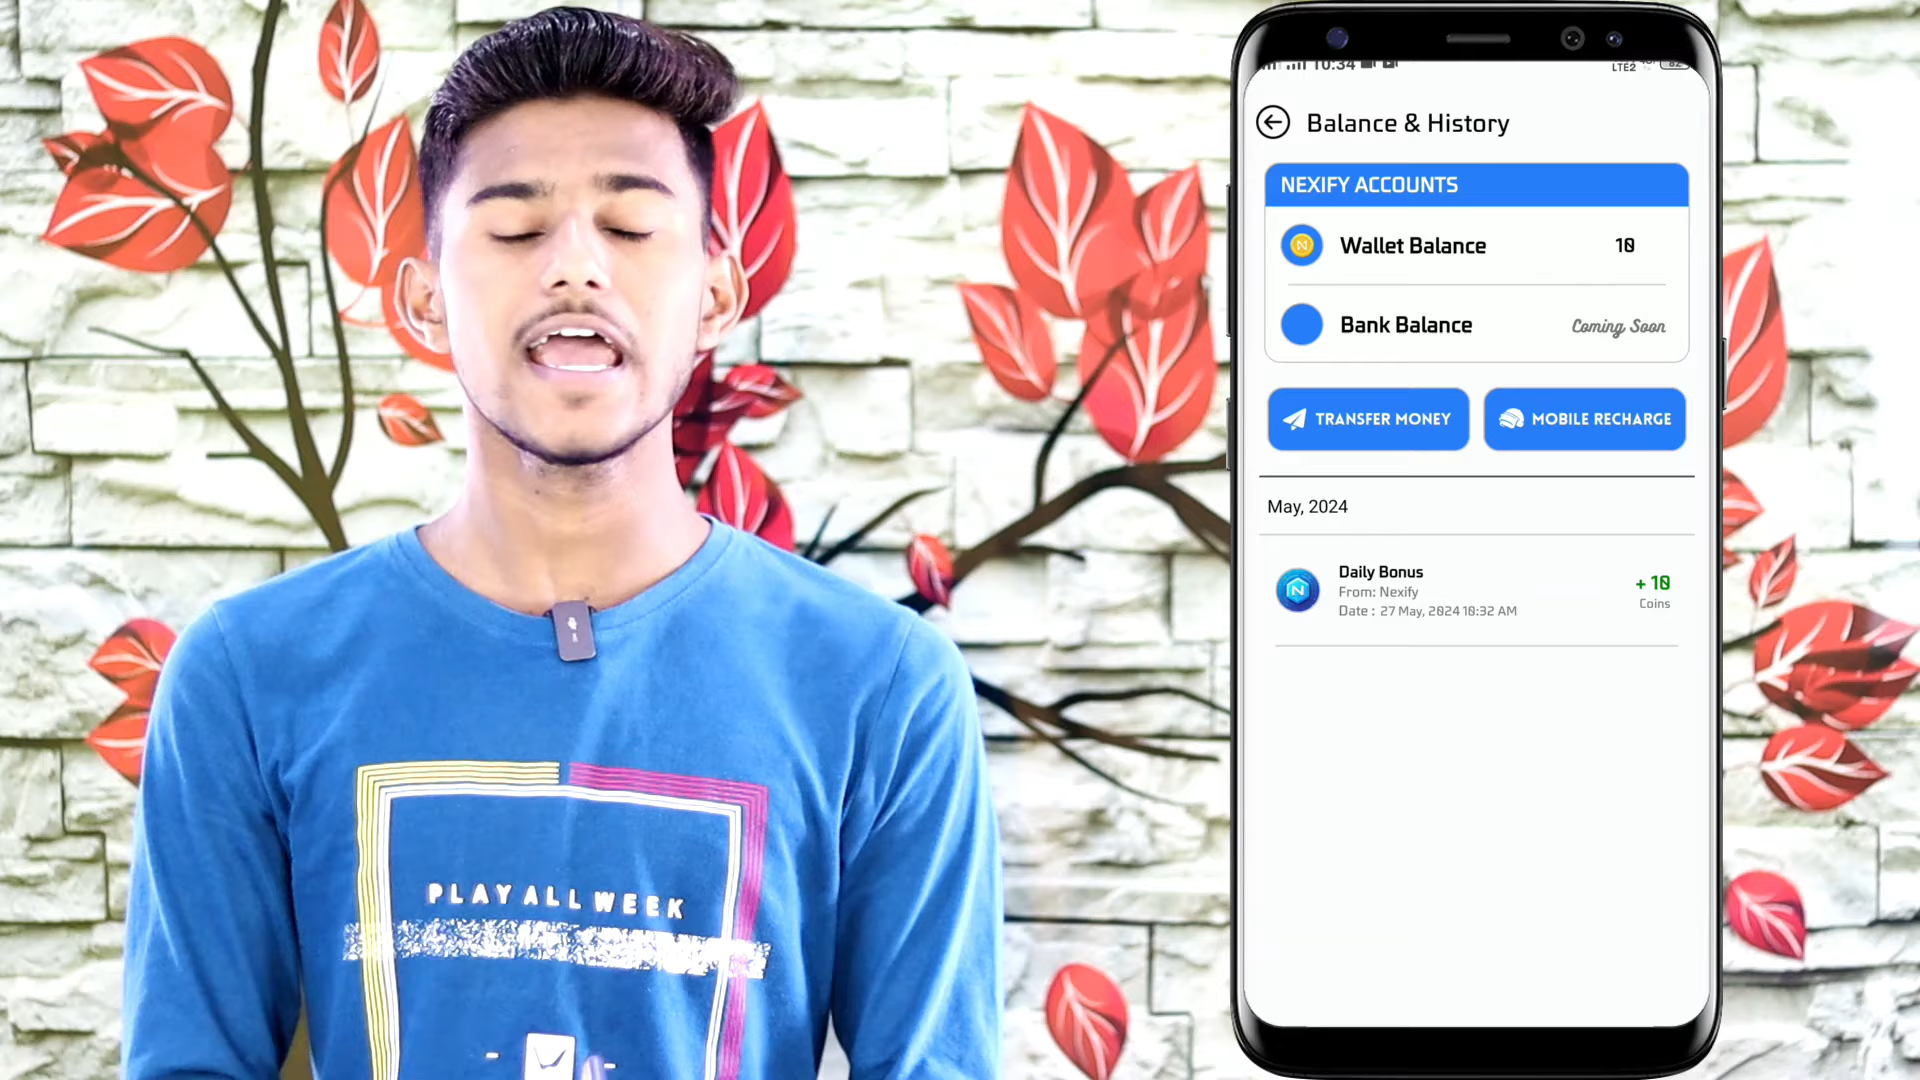 PLAY ALL WEEK
10:34
LTE2
82
Balance & History
NEXIFY ACCOUNTS
N
Wallet Balance
10
Bank Balance
Coming Soon
TRANSFER MONEY
MOBILE RECHARGE
May, 2024
N
Daily Bonus
+ 10
From: Nexify
Coins
Date : 27 May, 2024 10:32 AM